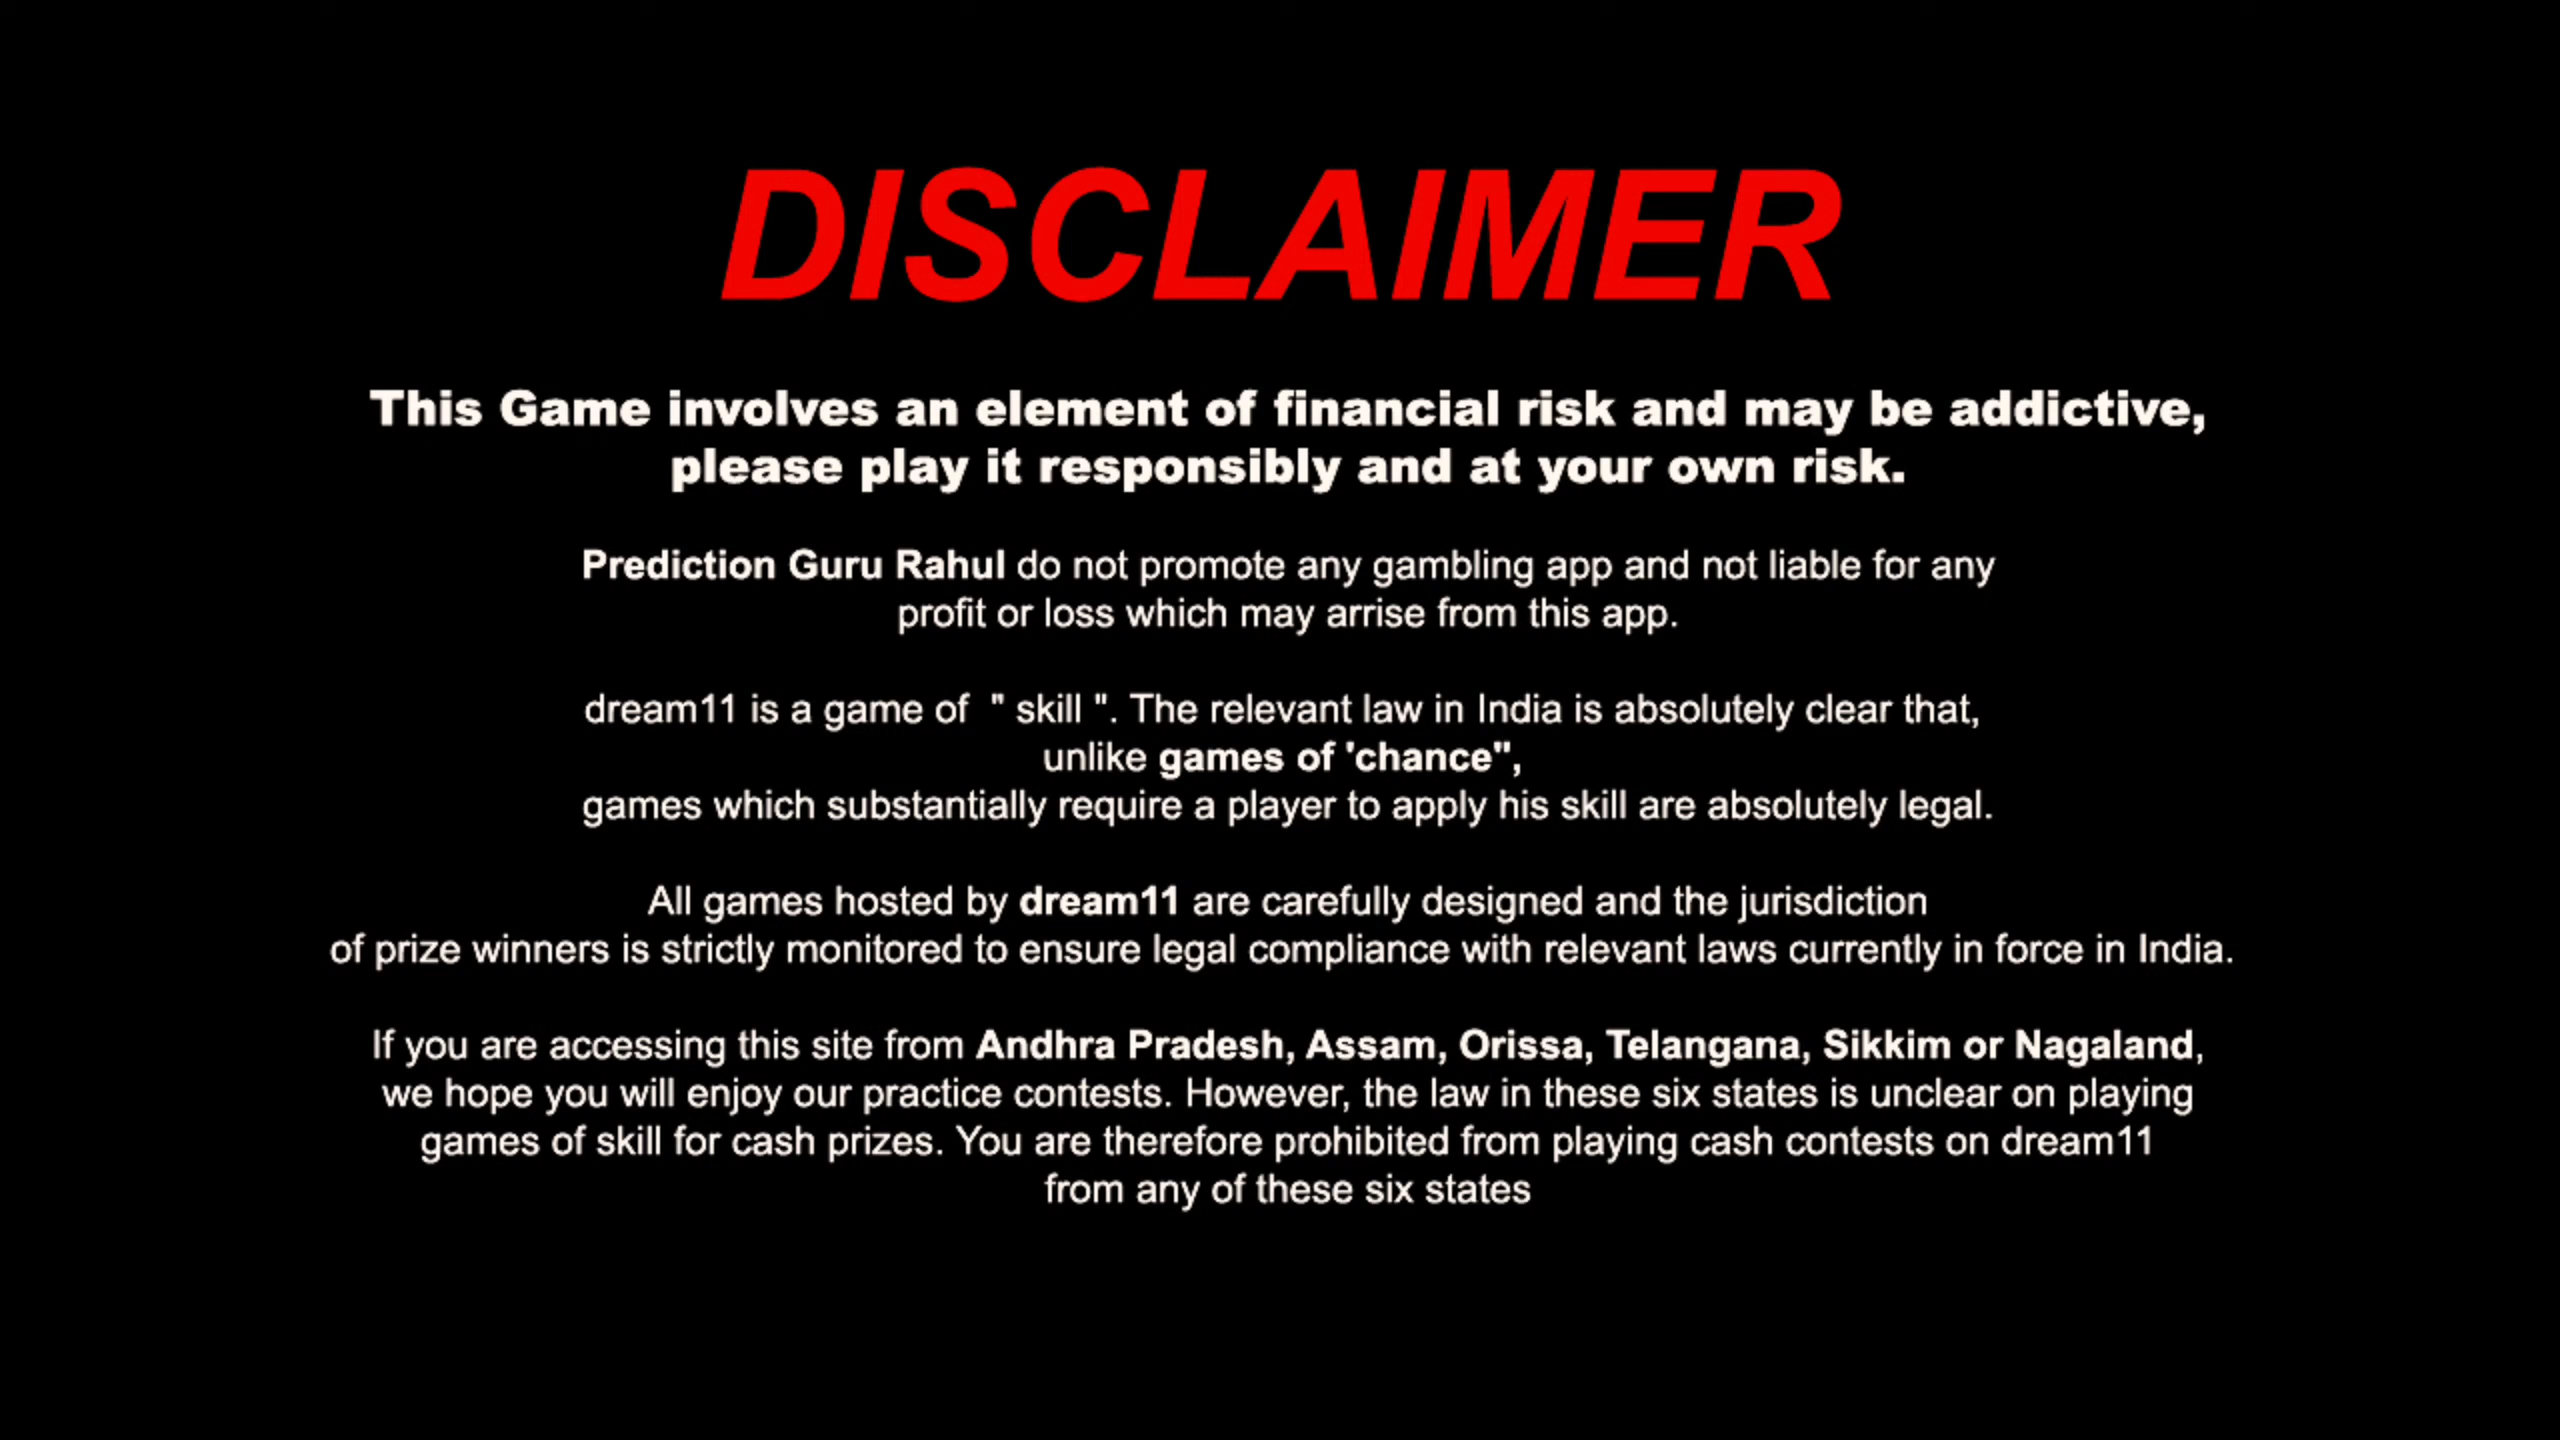 DISCLAIMER
This Game involves an element of financial risk and may be addictive,
please play it responsibly and at your own risk.
Prediction Guru Rahul do not promote any gambling app and not liable for any
profit or loss which may arrise from this app.
dream11 is a game of  " skill ". The relevant law in India is absolutely clear that,
unlike games of 'chance",
games which substantially require a player to apply his skill are absolutely legal.
All games hosted by dream11 are carefully designed and the jurisdiction
of prize winners is strictly monitored to ensure legal compliance with relevant laws currently in force in India.
If you are accessing this site from Andhra Pradesh, Assam, Orissa, Telangana, Sikkim or Nagaland,
we hope you will enjoy our practice contests. However, the law in these six states is unclear on playing
games of skill for cash prizes. You are therefore prohibited from playing cash contests on dream11
from any of these six states